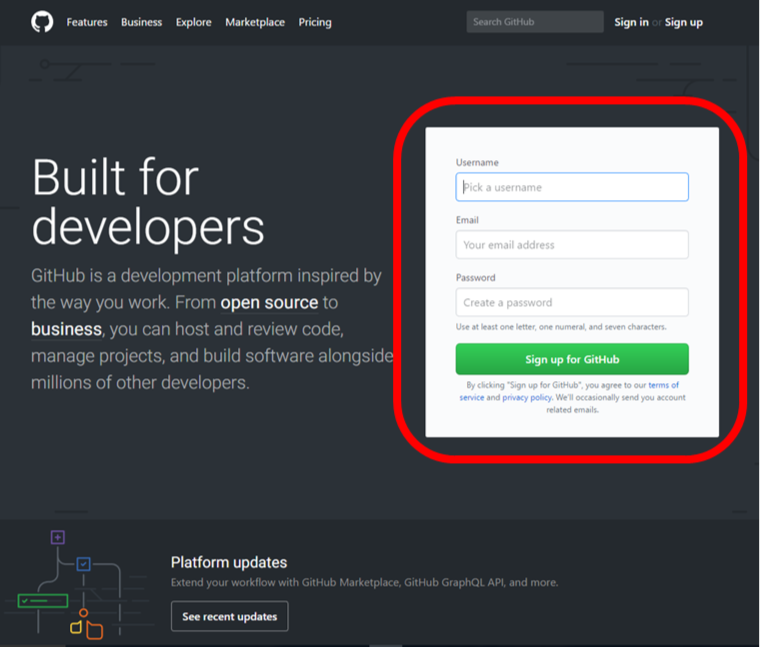 Features Business Explore Marketplace Pricing Search GitHub Sign in or Sign up
Built for
developers
GitHub is a development platform inspired by
the way you work. From open source to
business, you can host and review code,
manage projects, and build software alongside
millions of other developers.
Username
Pick a username
Email
Your email address
Password
Create a password
Use at least one letter, one numeral, and seven characters.
Sign up for GitHub
By clicking "Sign up for GitHub", you agree to our terms of
service and privacy policy. We'll occasionally send you account
related emails.
Platform updates
Extend your workflow with GitHub Marketplace, GitHub GraphQL API, and more.
See recent updates